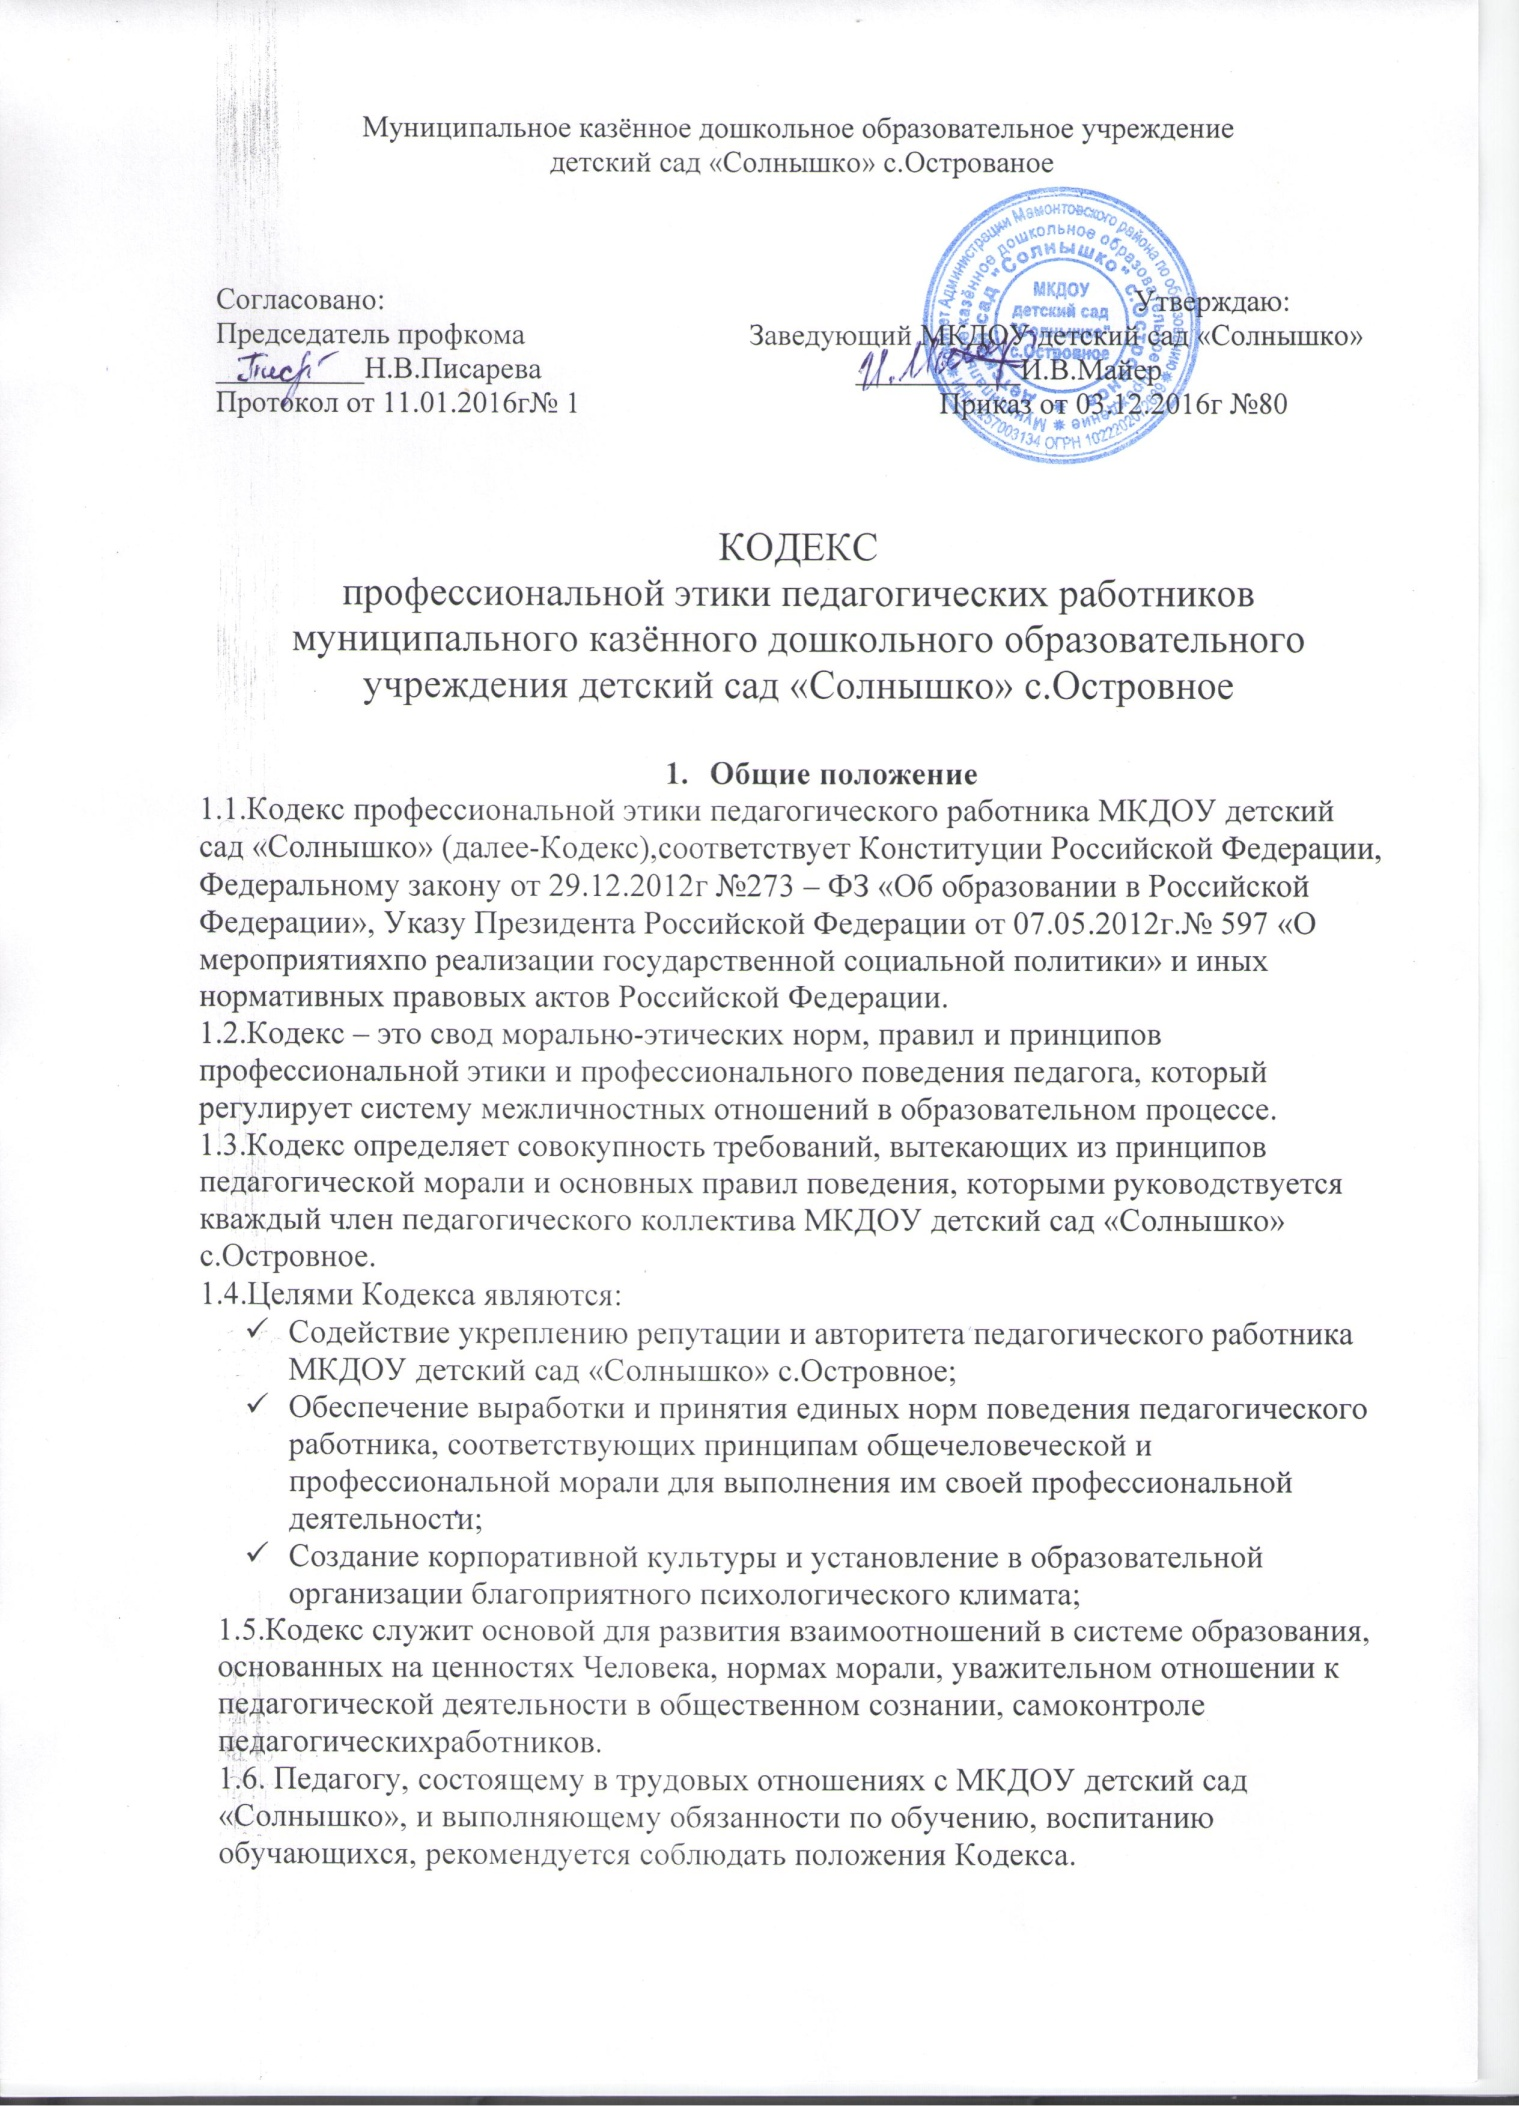 Муниципальное казённое дошкольное образовательное учреждение
детский сад «Солнышко» с.Острованое
Согласовано: Утверждаю:
Председатель профкома Заведующий МКДОУ детский сад «Солнышко»
Н.В.Писарева И.В.Майер
Протокол от 11.01.2016г№ 1 Приказ от 03.12.2016г №80
МКДОУ
детский сад
"Солнышко"
с.Островное
КОДЕКС
профессиональной этики педагогических работников
муниципального казённого дошкольного образовательного
учреждения детский сад «Солнышко» с.Островное
1. Общие положение
1.1.Кодекс профессиональной этики педагогического работника МКДОУ детский
сад «Солнышко» (далее-Кодекс),соответствует Конституции Российской Федерации,
Федеральному закону от 29.12.2012г №273 – ФЗ «Об образовании в Российской
Федерации», Указу Президента Российской Федерации от 07.05.2012г.№ 597 «О
мероприятияхпо реализации государственной социальной политики» и иных
нормативных правовых актов Российской Федерации.
1.2.Кодекс – это свод морально-этических норм, правил и принципов
профессиональной этики и профессионального поведения педагога, который
регулирует систему межличностных отношений в образовательном процессе.
1.3.Кодекс определяет совокупность требований, вытекающих из принципов
педагогической морали и основных правил поведения, которыми руководствуется
кваждый член педагогического коллектива МКДОУ детский сад «Солнышко»
с.Островное.
1.4.Целями Кодекса являются:
✓ Содействие укреплению репутации и авторитета педагогического работника
МКДОУ детский сад «Солнышко» с.Островное;
✓ Обеспечение выработки и принятия единых норм поведения педагогического
работника, соответствующих принципам общечеловеческой и
профессиональной морали для выполнения им своей профессиональной
деятельности;
✓ Создание корпоративной культуры и установление в образовательной
организации благоприятного психологического климата;
1.5.Кодекс служит основой для развития взаимоотношений в системе образования,
основанных на ценностях Человека, нормах морали, уважительном отношении к
педагогической деятельности в общественном сознании, самоконтроле
педагогическихработников.
1.6. Педагогу, состоящему в трудовых отношениях с МКДОУ детский сад
«Солнышко», и выполняющему обязанности по обучению, воспитанию
обучающихся, рекомендуется соблюдать положения Кодекса.